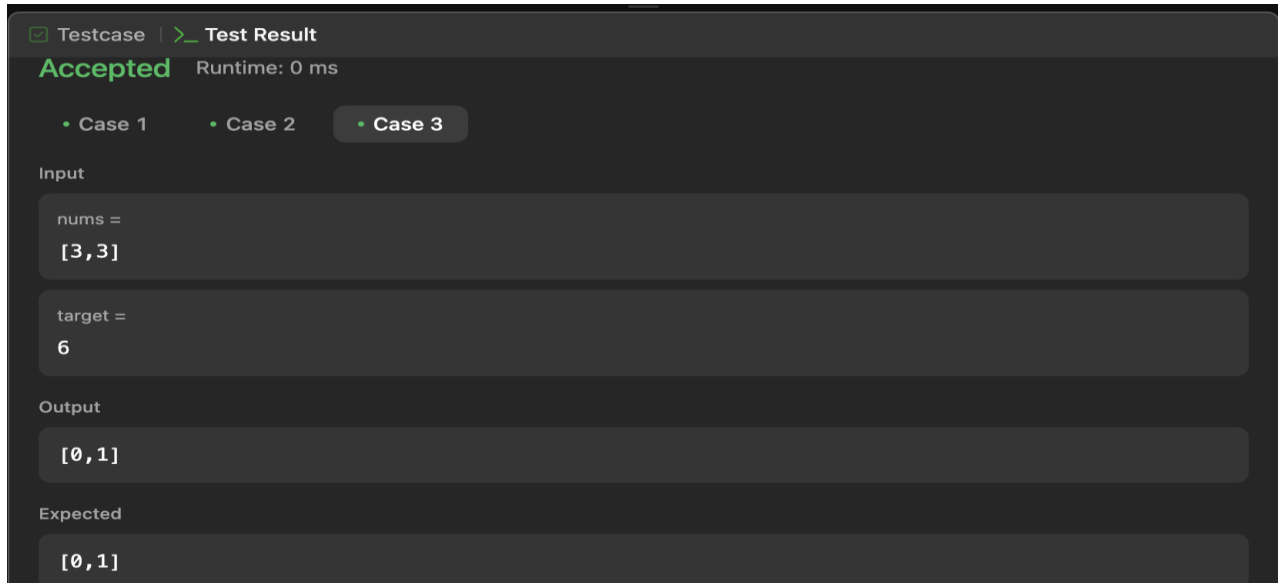 Testcase | >_ Test Result
Accepted Runtime: 0 ms
• Case 1 • Case 2 • Case 3
Input
nums =
[3,3]
target =
6
Output
[0,1]
Expected
[0,1]